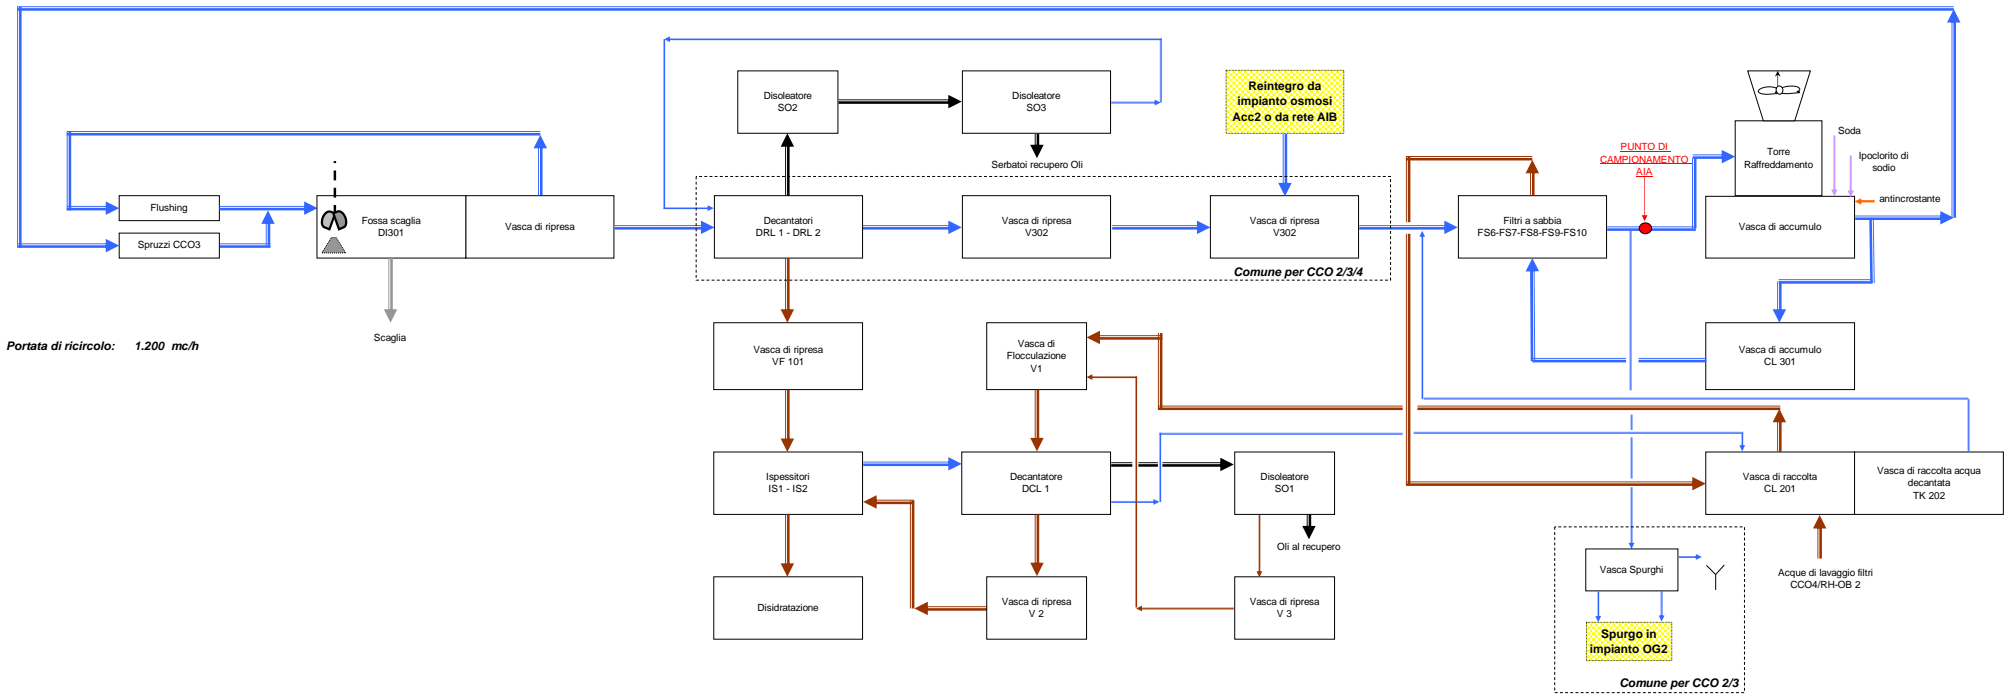 Disoleatore
SO2
Disoleatore
SO3
Reintegro da
impianto osmosi
Acc2 o da rete AIB
Serbatoi recupero Oli
PUNTO DI
CAMPIONAMENTO
AIA
Torre
Raffreddamento
Soda
Ipoclorito di
sodio
antincrostante
Flushing
Spruzzi CCO3
Fossa scaglia
DI301
Vasca di ripresa
Decantatori
DRL 1 - DRL 2
Vasca di ripresa
V302
Vasca di ripresa
V302
Filtri a sabbia
FS6-FS7-FS8-FS9-FS10
Vasca di accumulo
Comune per CCO 2/3/4
Scaglia
Portata di ricircolo: 1.200 mc/h
Vasca di ripresa
VF 101
Vasca di
Flocculazione
V1
Vasca di accumulo
CL 301
Ispessitori
IS1 - IS2
Decantatore
DCL 1
Disoleatore
SO1
Vasca di raccolta
CL 201
Vasca di raccolta acqua
decantata
TK 202
Oli al recupero
Disidratazione
Vasca di ripresa
V 2
Vasca di ripresa
V 3
Vasca Spurghi
Acque di lavaggio filtri
CCO4/RH-OB 2
Spurgo in
impianto OG2
Comune per CCO 2/3